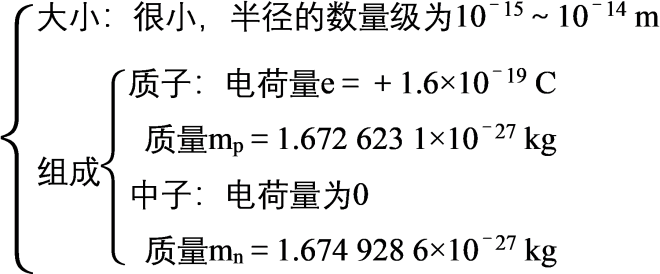 大小：很小，半径的数量级为10⁻¹⁵ ~ 10⁻¹⁴ m
质子：电荷量e = + 1.6×10⁻¹⁹ C
质量mₚ = 1.672 623 1×10⁻²⁷ kg
组成
中子：电荷量为0
质量mₙ = 1.674 928 6×10⁻²⁷ kg